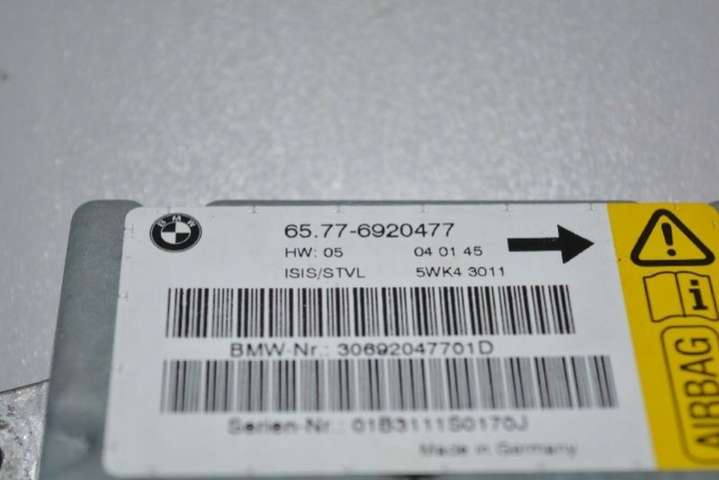 BMW
65.77-6920477
HW: 05 04 01 45
ISIS/STVL 5WK4 3011
BMW-Nr.: 30692047701D
Serien-Nr.: 01B3111S0170J
Made in Germany
i
AIRBAG